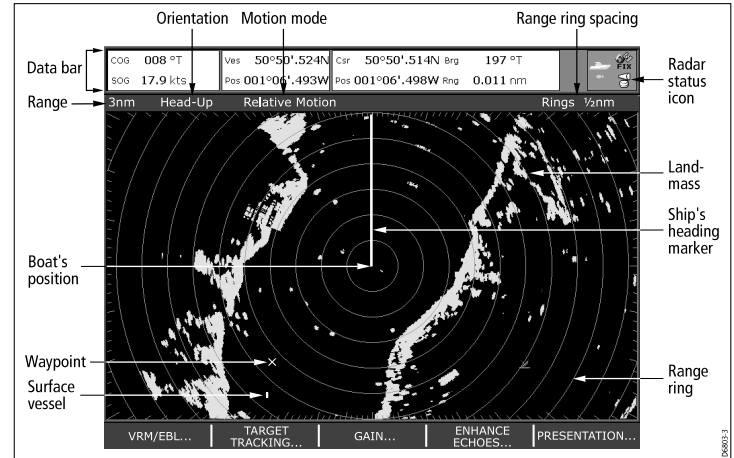 Orientation Motion mode Range ring spacing
Data bar
COG 008 °T Ves 50°50'.524N Csr 50°50'.514N Brg 197 °T
SOG 17.9 kts Pos 001°06'.493W Pos 001°06'.498W Rng 0.011 nm
FIX
Radar
status
icon
Range
3nm Head-Up Relative Motion Rings ½nm
Land-
mass
Ship's
heading
marker
Boat's
position
Waypoint
Surface
vessel
Range
ring
VRM/EBL... TARGET TRACKING... GAIN... ENHANCE ECHOES... PRESENTATION...
D6803-3